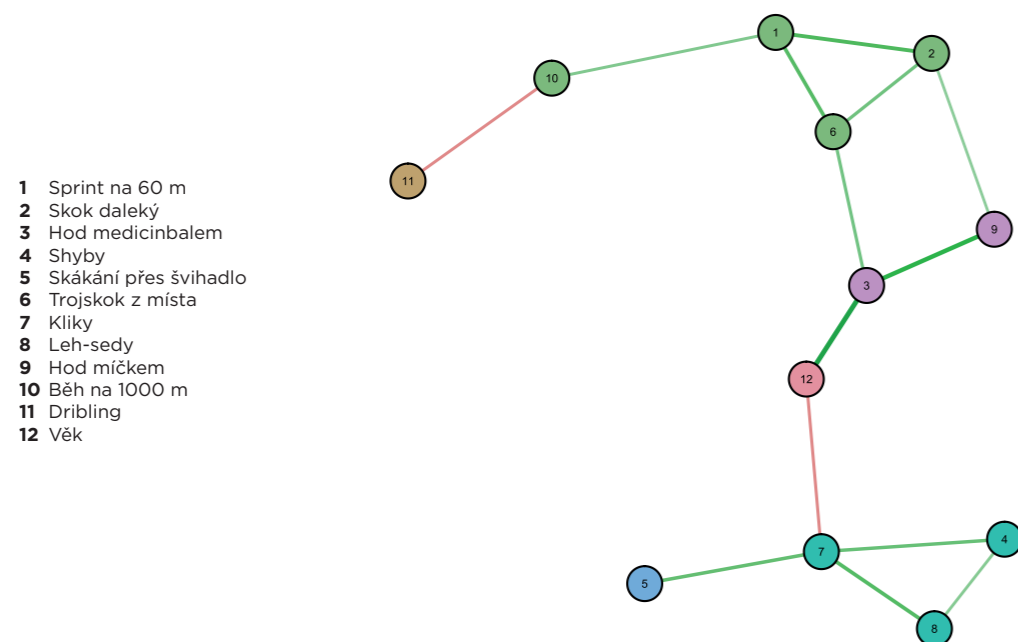 1 Sprint na 60 m
2 Skok daleký
3 Hod medicinbalem
4 Shyby
5 Skákání přes švihadlo
6 Trojskok z místa
7 Kliky
8 Leh-sedy
9 Hod míčkem
10 Běh na 1000 m
11 Dribling
12 Věk
1
2
10
6
11
9
3
12
4
7
5
8